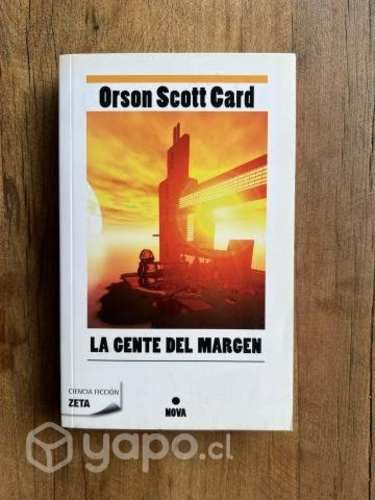 Orson Scott Card
LA GENTE DEL MARGEN
CIENCIA FICCIÓN
ZETA
NOVA
yapo.cl